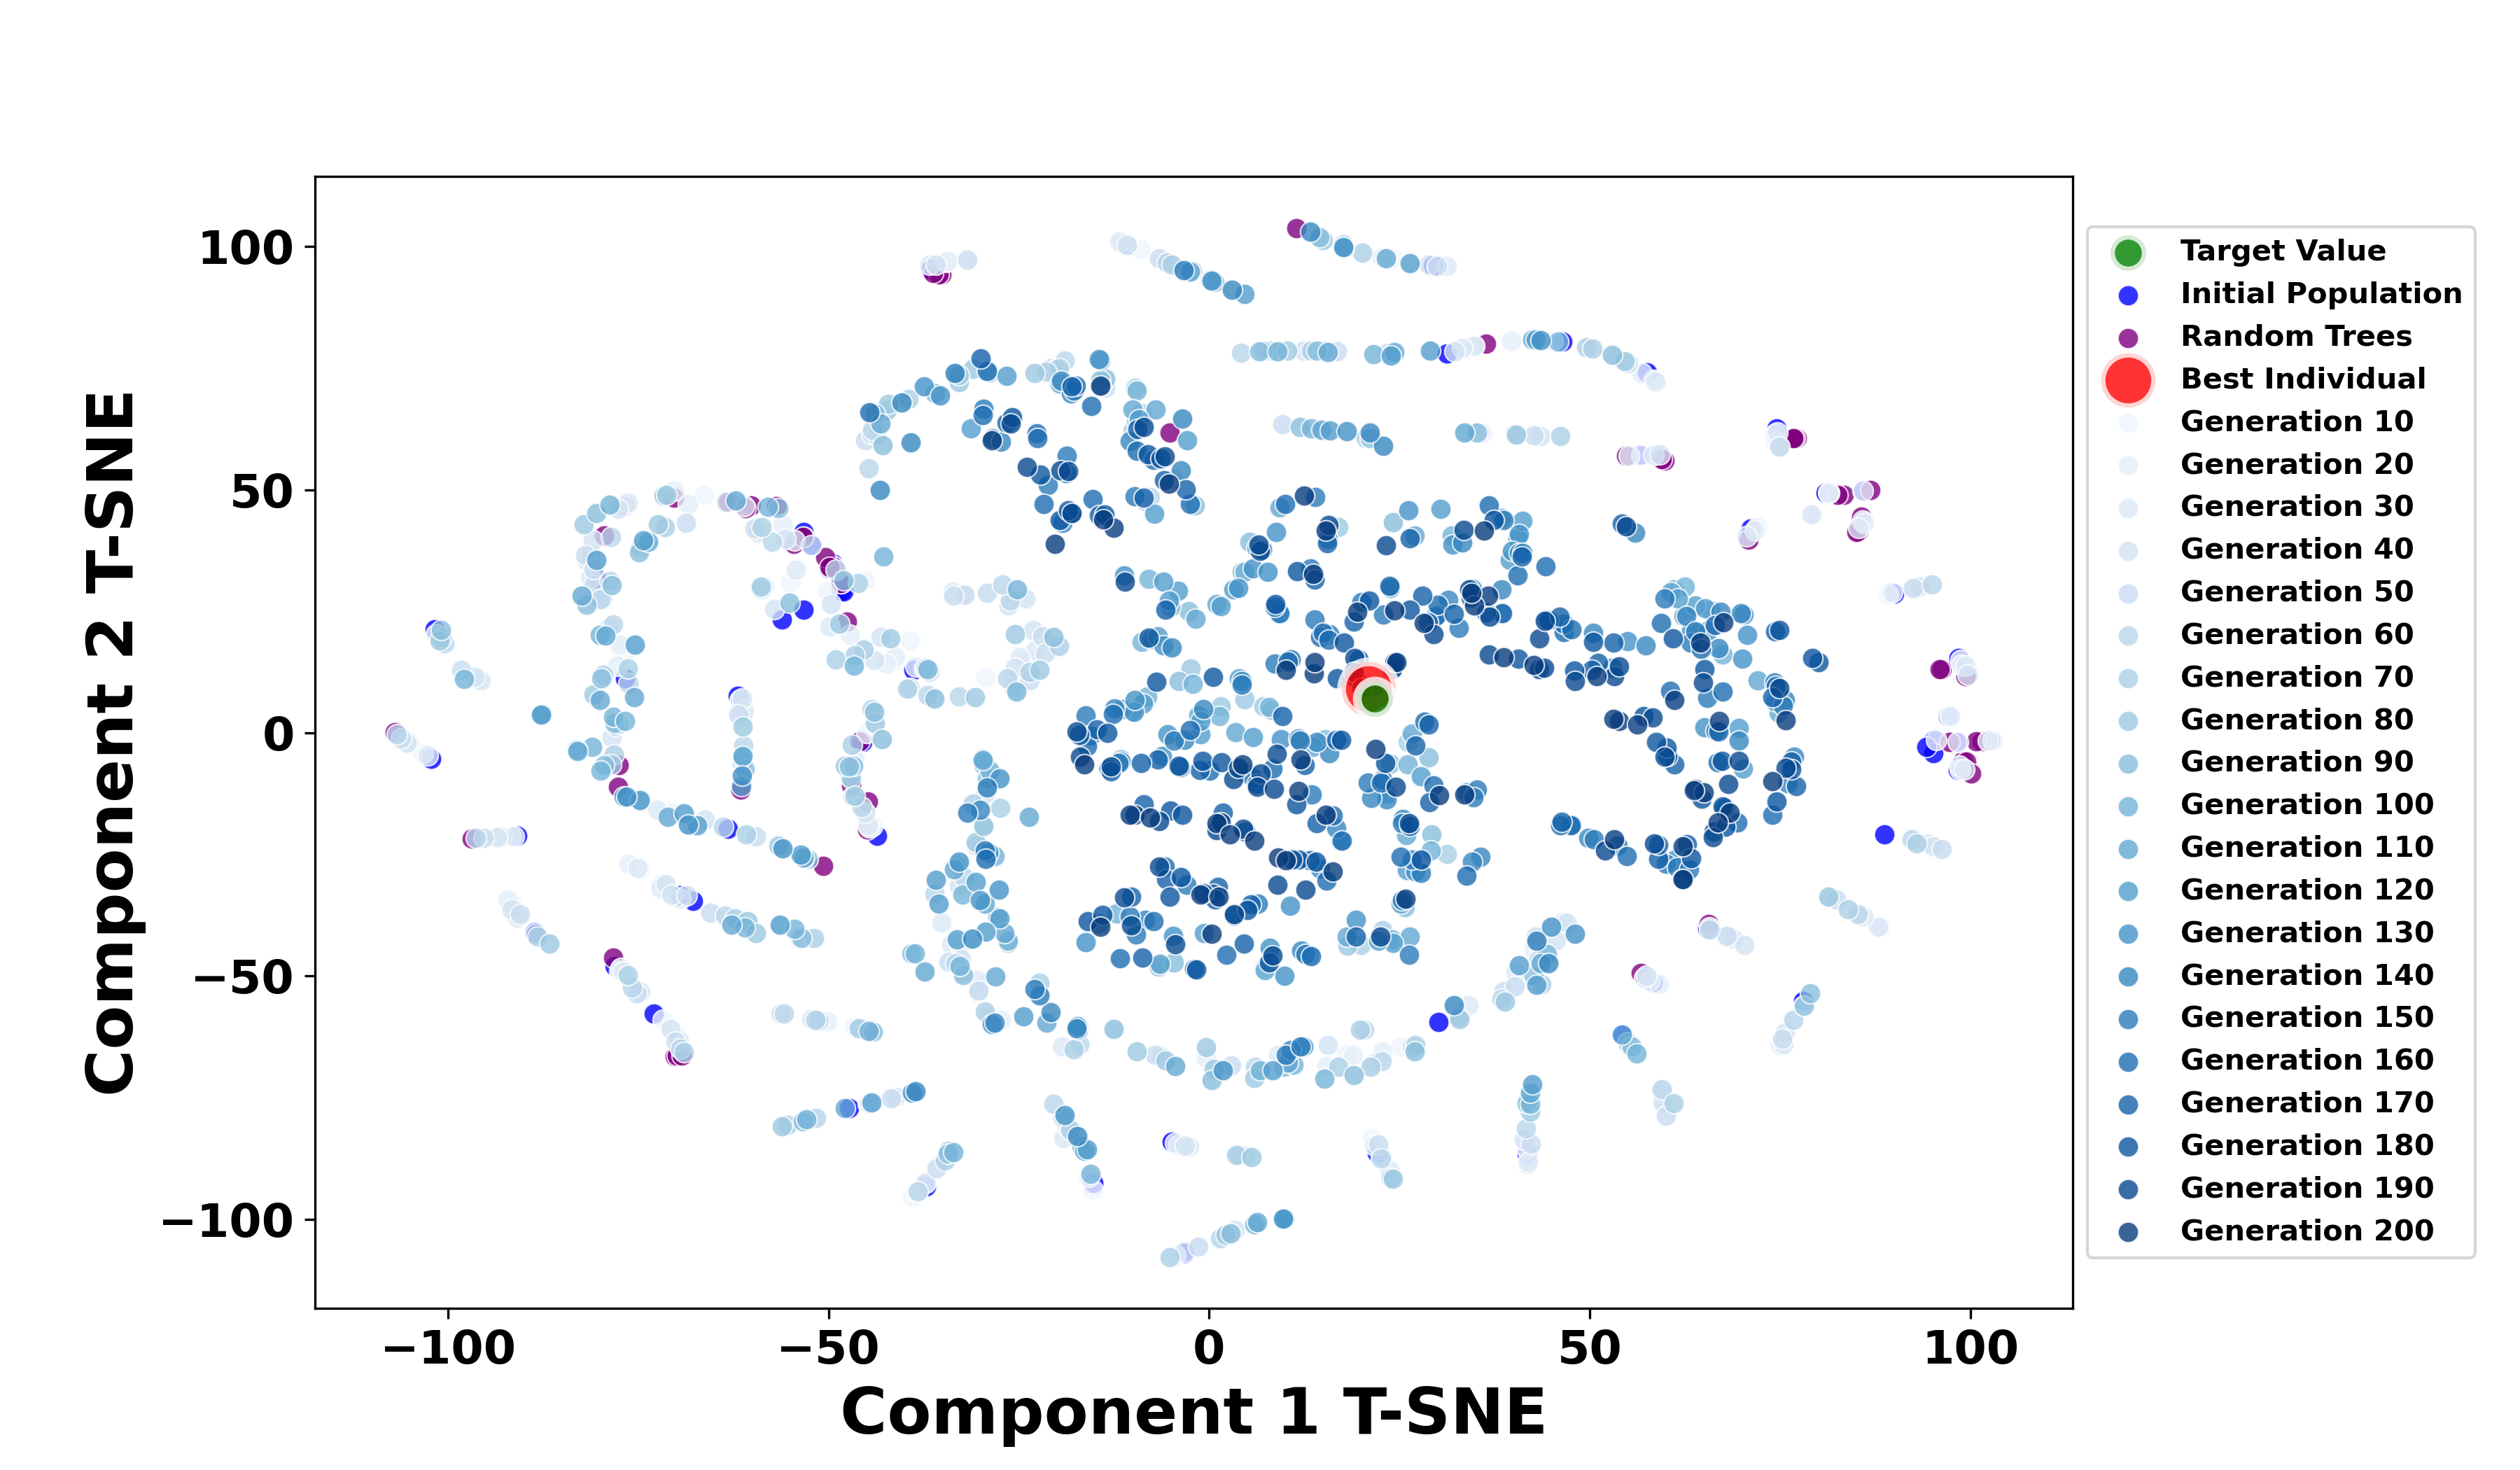 100
50
0
−50
−100
−100
−50
0
50
100
Component 2 T-SNE
Component 1 T-SNE
Target Value
Initial Population
Random Trees
Best Individual
Generation 10
Generation 20
Generation 30
Generation 40
Generation 50
Generation 60
Generation 70
Generation 80
Generation 90
Generation 100
Generation 110
Generation 120
Generation 130
Generation 140
Generation 150
Generation 160
Generation 170
Generation 180
Generation 190
Generation 200